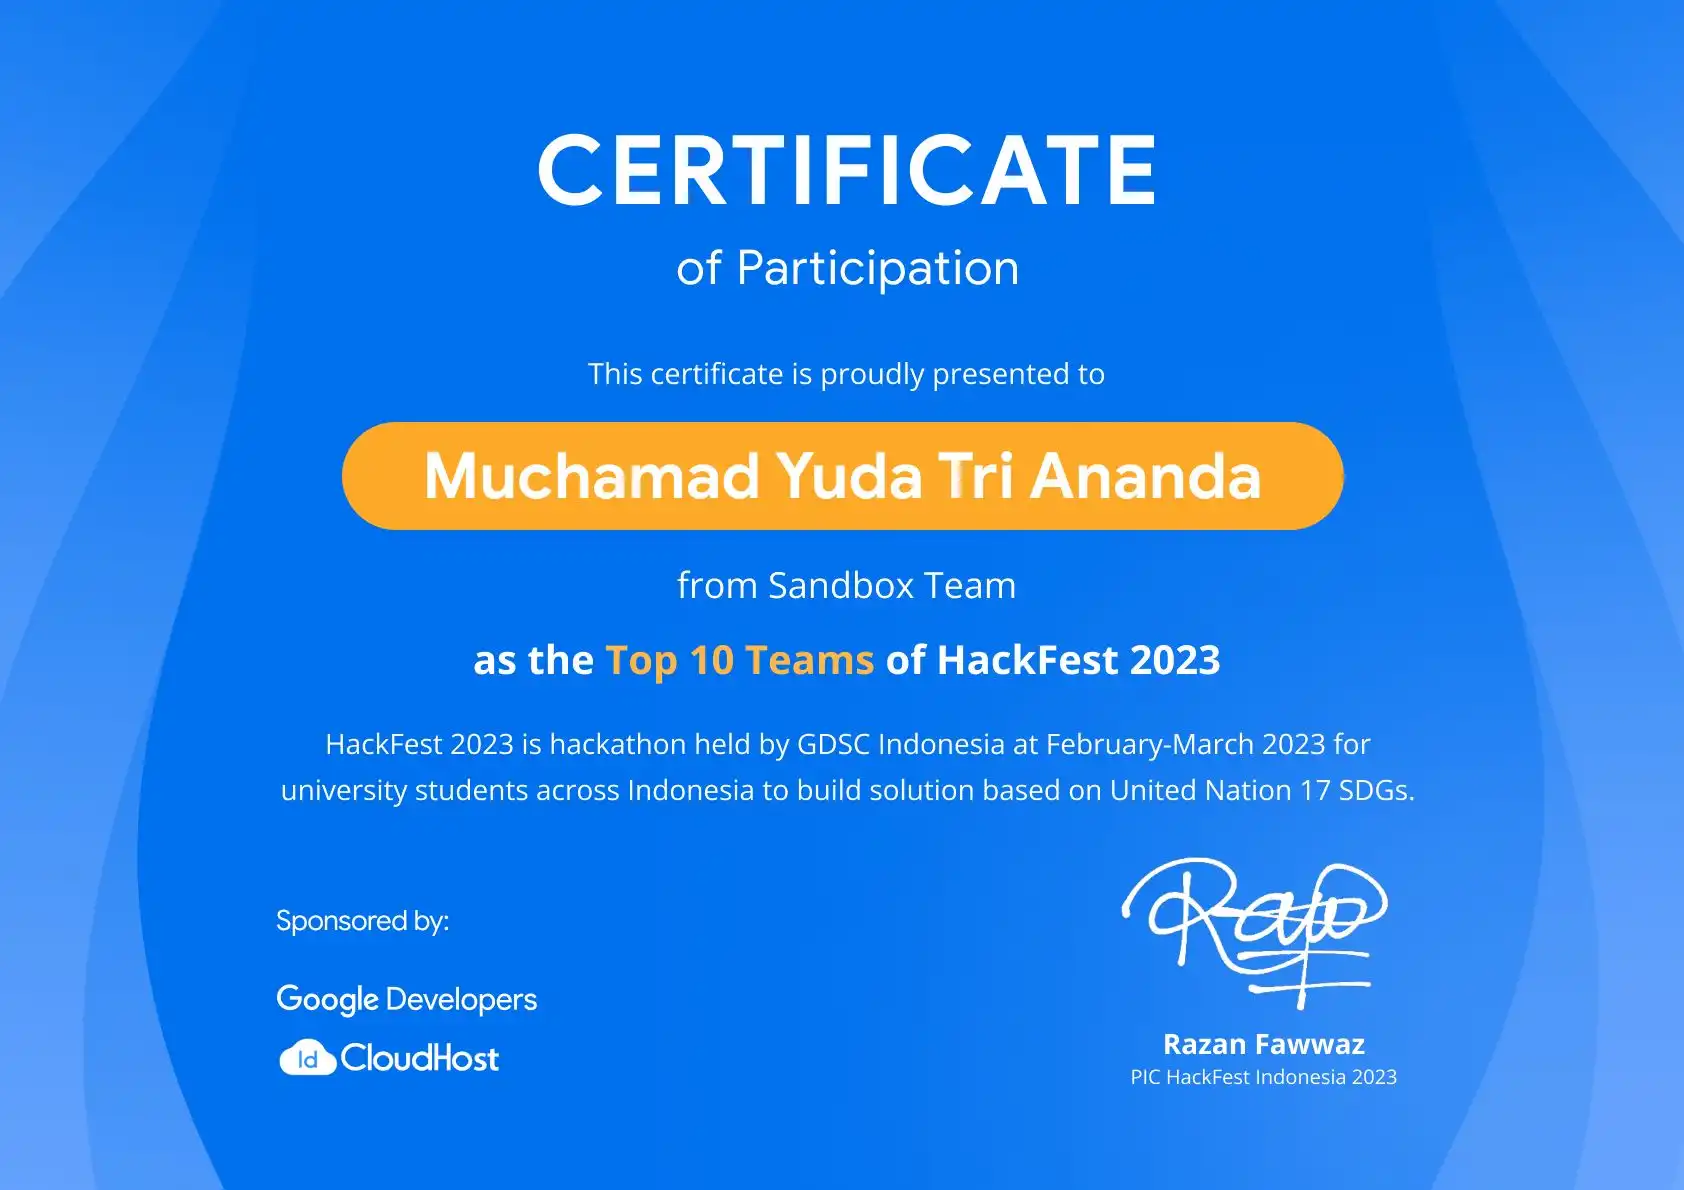 CERTIFICATE
of Participation
This certificate is proudly presented to
Muchamad Yuda Tri Ananda
from Sandbox Team
as the Top 10 Teams of HackFest 2023
HackFest 2023 is hackathon held by GDSC Indonesia at February-March 2023 for
university students across Indonesia to build solution based on United Nation 17 SDGs.
Sponsored by:
Google Developers
Id CloudHost
Razan Fawwaz
PIC HackFest Indonesia 2023